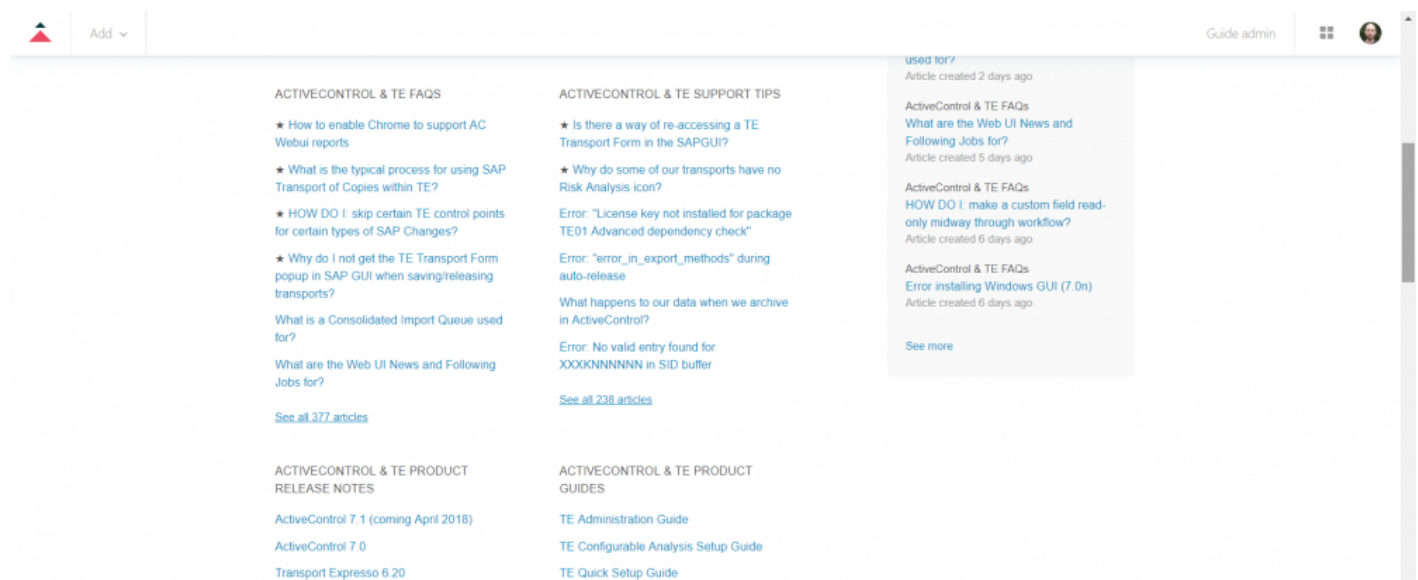 Add
Guide admin
ACTIVECONTROL & TE FAQS
★ How to enable Chrome to support AC
Webui reports
★ What is the typical process for using SAP
Transport of Copies within TE?
★ HOW DO I: skip certain TE control points
for certain types of SAP Changes?
★ Why do I not get the TE Transport Form
popup in SAP GUI when saving/releasing
transports?
What is a Consolidated Import Queue used
for?
What are the Web UI News and Following
Jobs for?
See all 377 articles
ACTIVECONTROL & TE SUPPORT TIPS
★ Is there a way of re-accessing a TE
Transport Form in the SAPGUI?
★ Why do some of our transports have no
Risk Analysis icon?
Error: "License key not installed for package
TE01 Advanced dependency check"
Error: "error_in_export_methods" during
auto-release
What happens to our data when we archive
in ActiveControl?
Error: No valid entry found for
XXXKNNNNNN in SID buffer
See all 238 articles
used for?
Article created 2 days ago
ActiveControl & TE FAQs
What are the Web UI News and
Following Jobs for?
Article created 5 days ago
ActiveControl & TE FAQs
HOW DO I: make a custom field read-
only midway through workflow?
Article created 6 days ago
ActiveControl & TE FAQs
Error installing Windows GUI (7.0n)
Article created 6 days ago
See more
ACTIVECONTROL & TE PRODUCT
RELEASE NOTES
ActiveControl 7.1 (coming April 2018)
ActiveControl 7.0
Transport Expresso 6.20
ACTIVECONTROL & TE PRODUCT
GUIDES
TE Administration Guide
TE Configurable Analysis Setup Guide
TE Quick Setup Guide